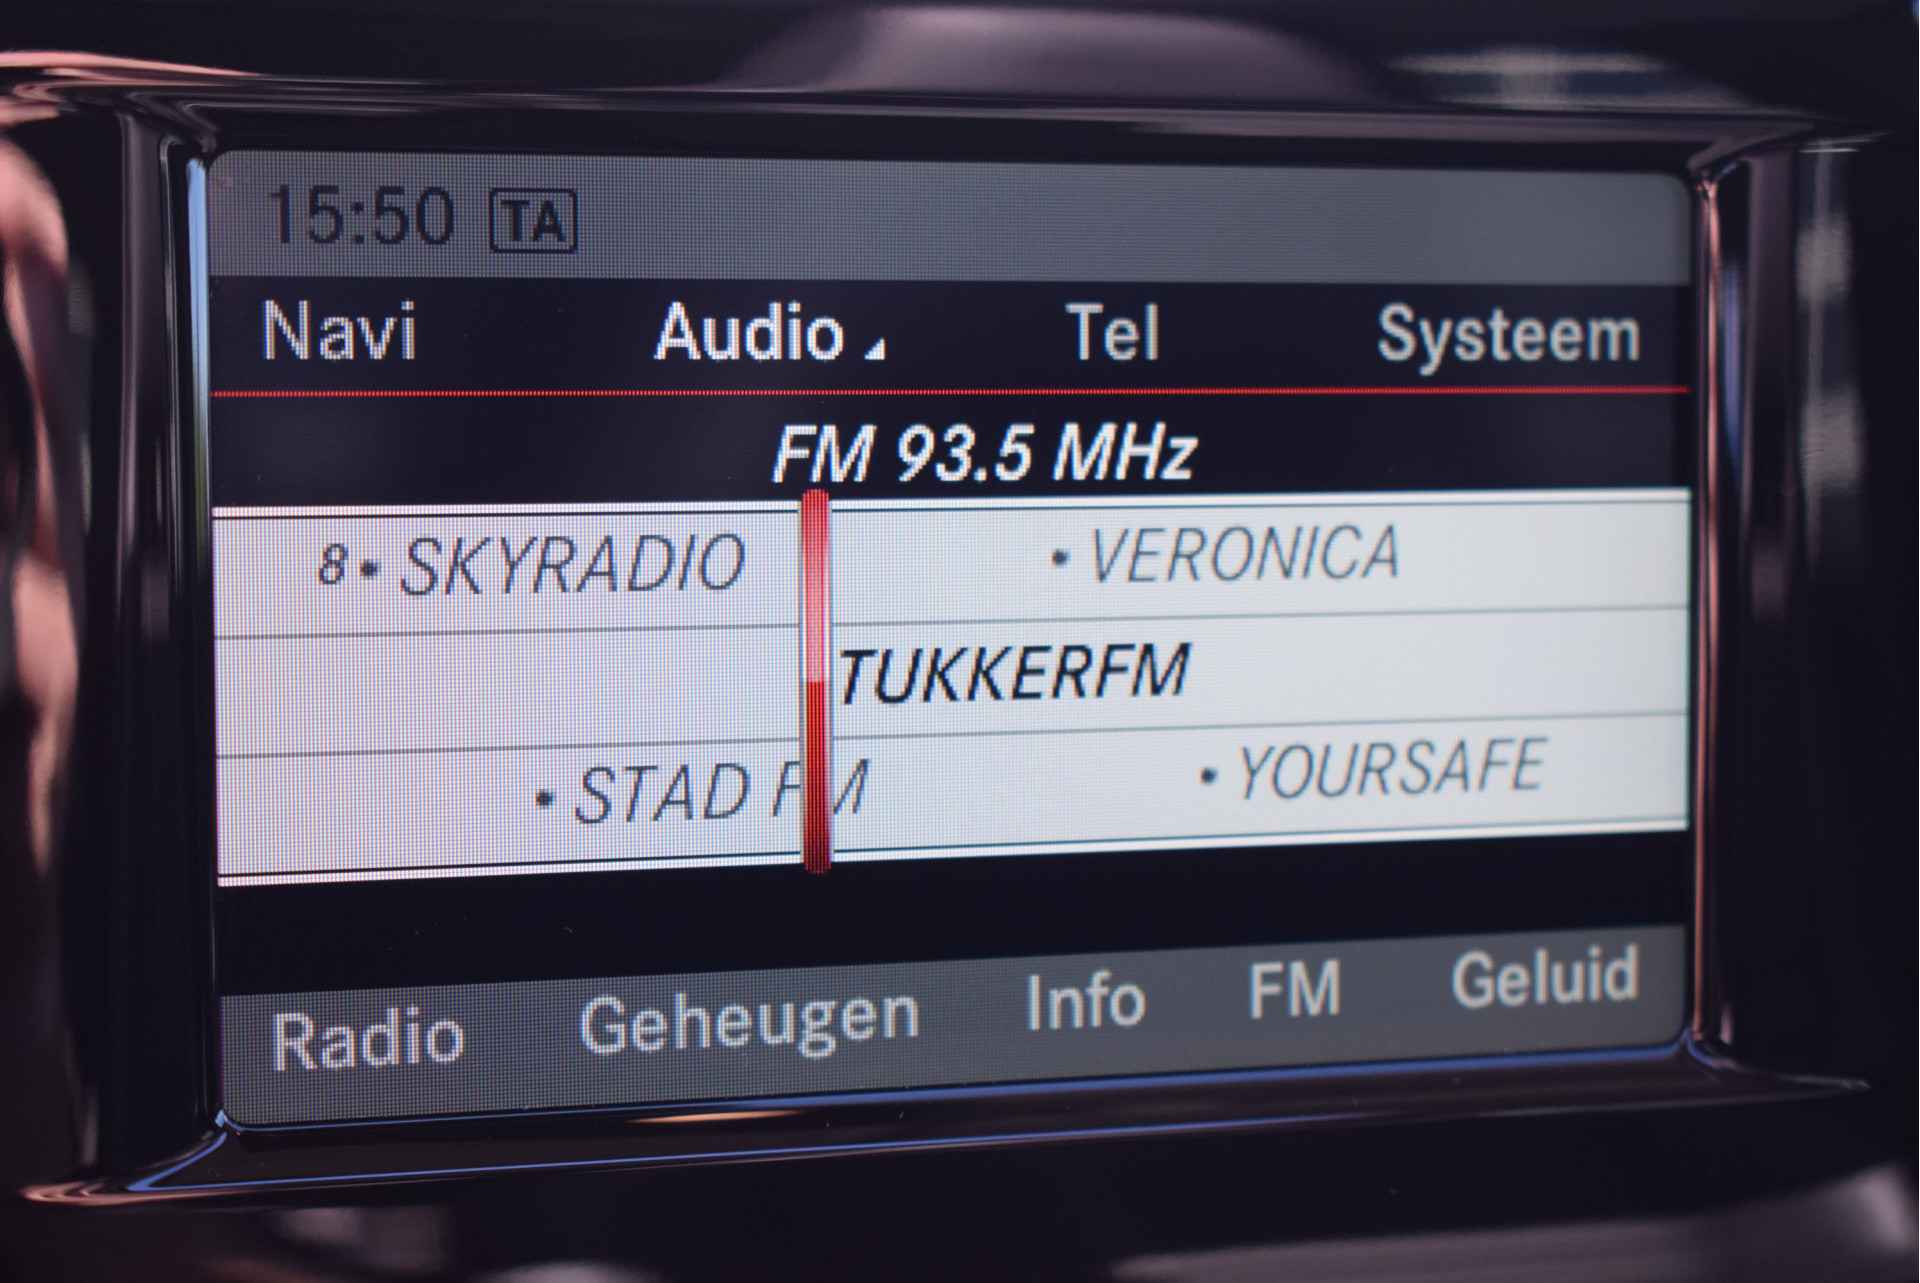 15:50 TA
Navi Audio Tel Systeem
FM 93.5 MHz
8• SKYRADIO • VERONICA
TUKKERFM
• STAD FM • YOURSAFE
Radio Geheugen Info FM Geluid